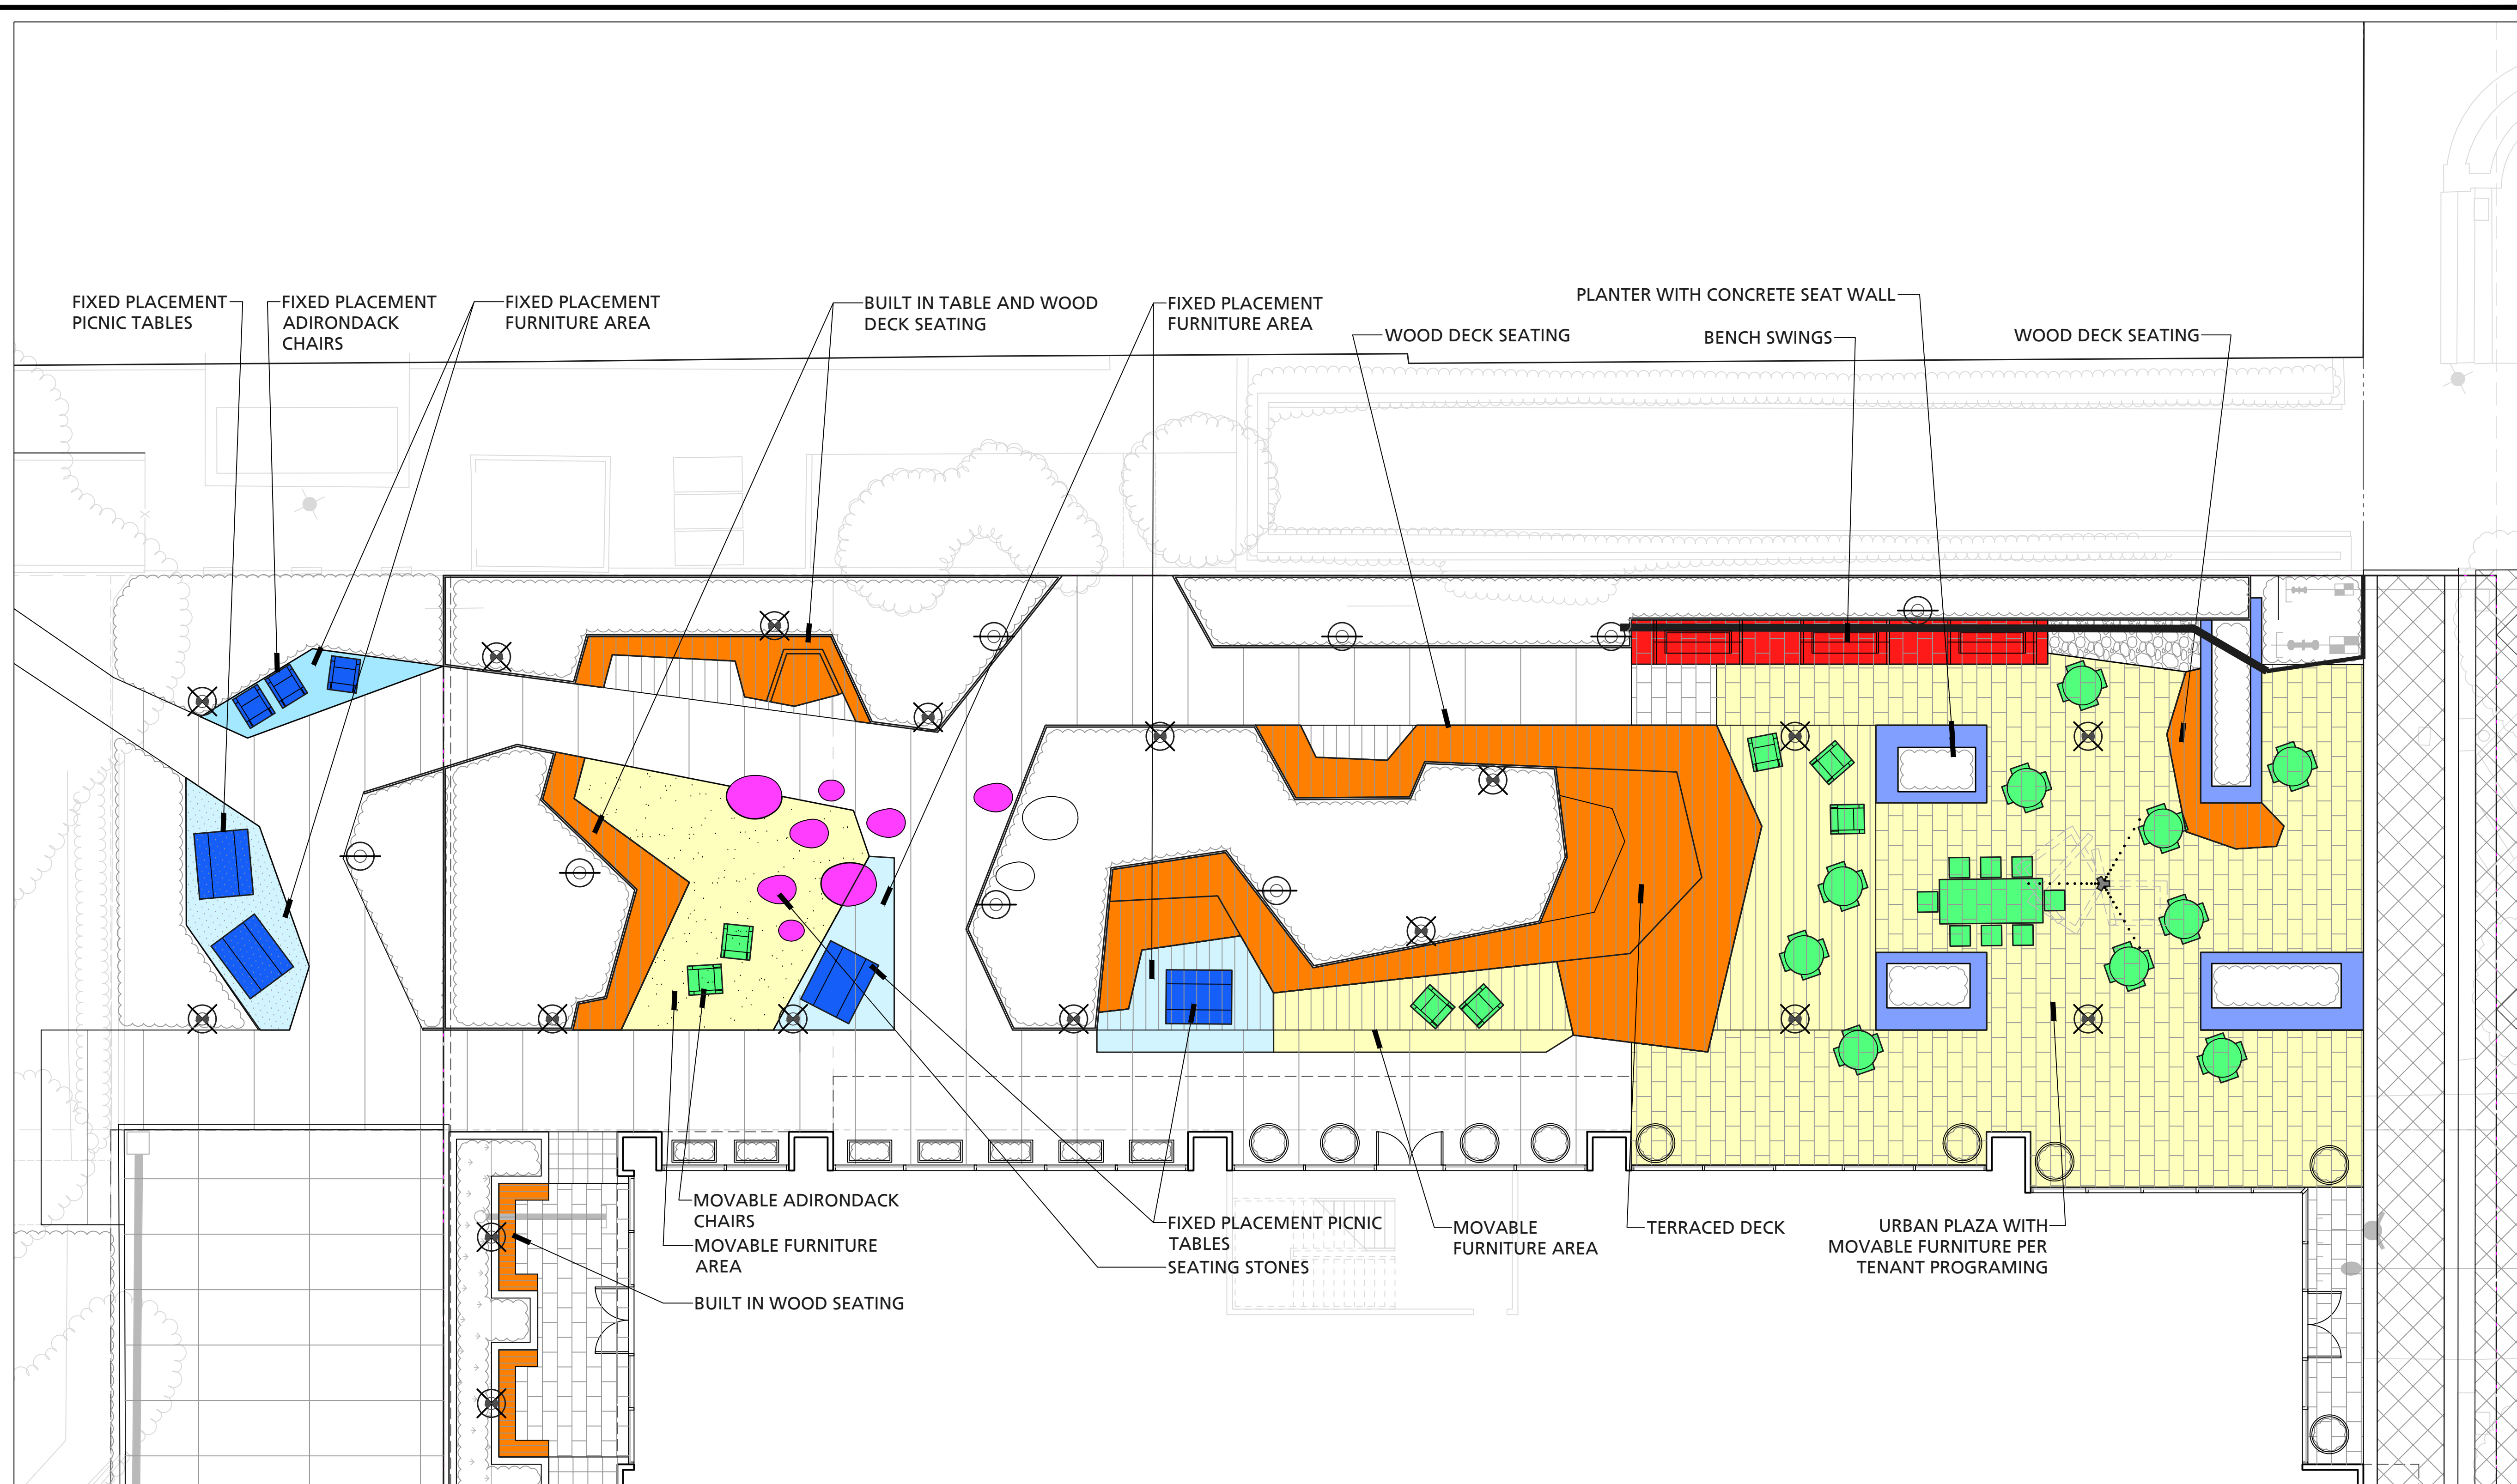 FIXED PLACEMENT
PICNIC TABLES
FIXED PLACEMENT
ADIRONDACK
CHAIRS
FIXED PLACEMENT
FURNITURE AREA
BUILT IN TABLE AND WOOD
DECK SEATING
FIXED PLACEMENT
FURNITURE AREA
WOOD DECK SEATING
PLANTER WITH CONCRETE SEAT WALL
BENCH SWINGS
WOOD DECK SEATING
MOVABLE ADIRONDACK
CHAIRS
MOVABLE FURNITURE
AREA
BUILT IN WOOD SEATING
FIXED PLACEMENT PICNIC
TABLES
SEATING STONES
MOVABLE
FURNITURE AREA
TERRACED DECK
URBAN PLAZA WITH
MOVABLE FURNITURE PER
TENANT PROGRAMING